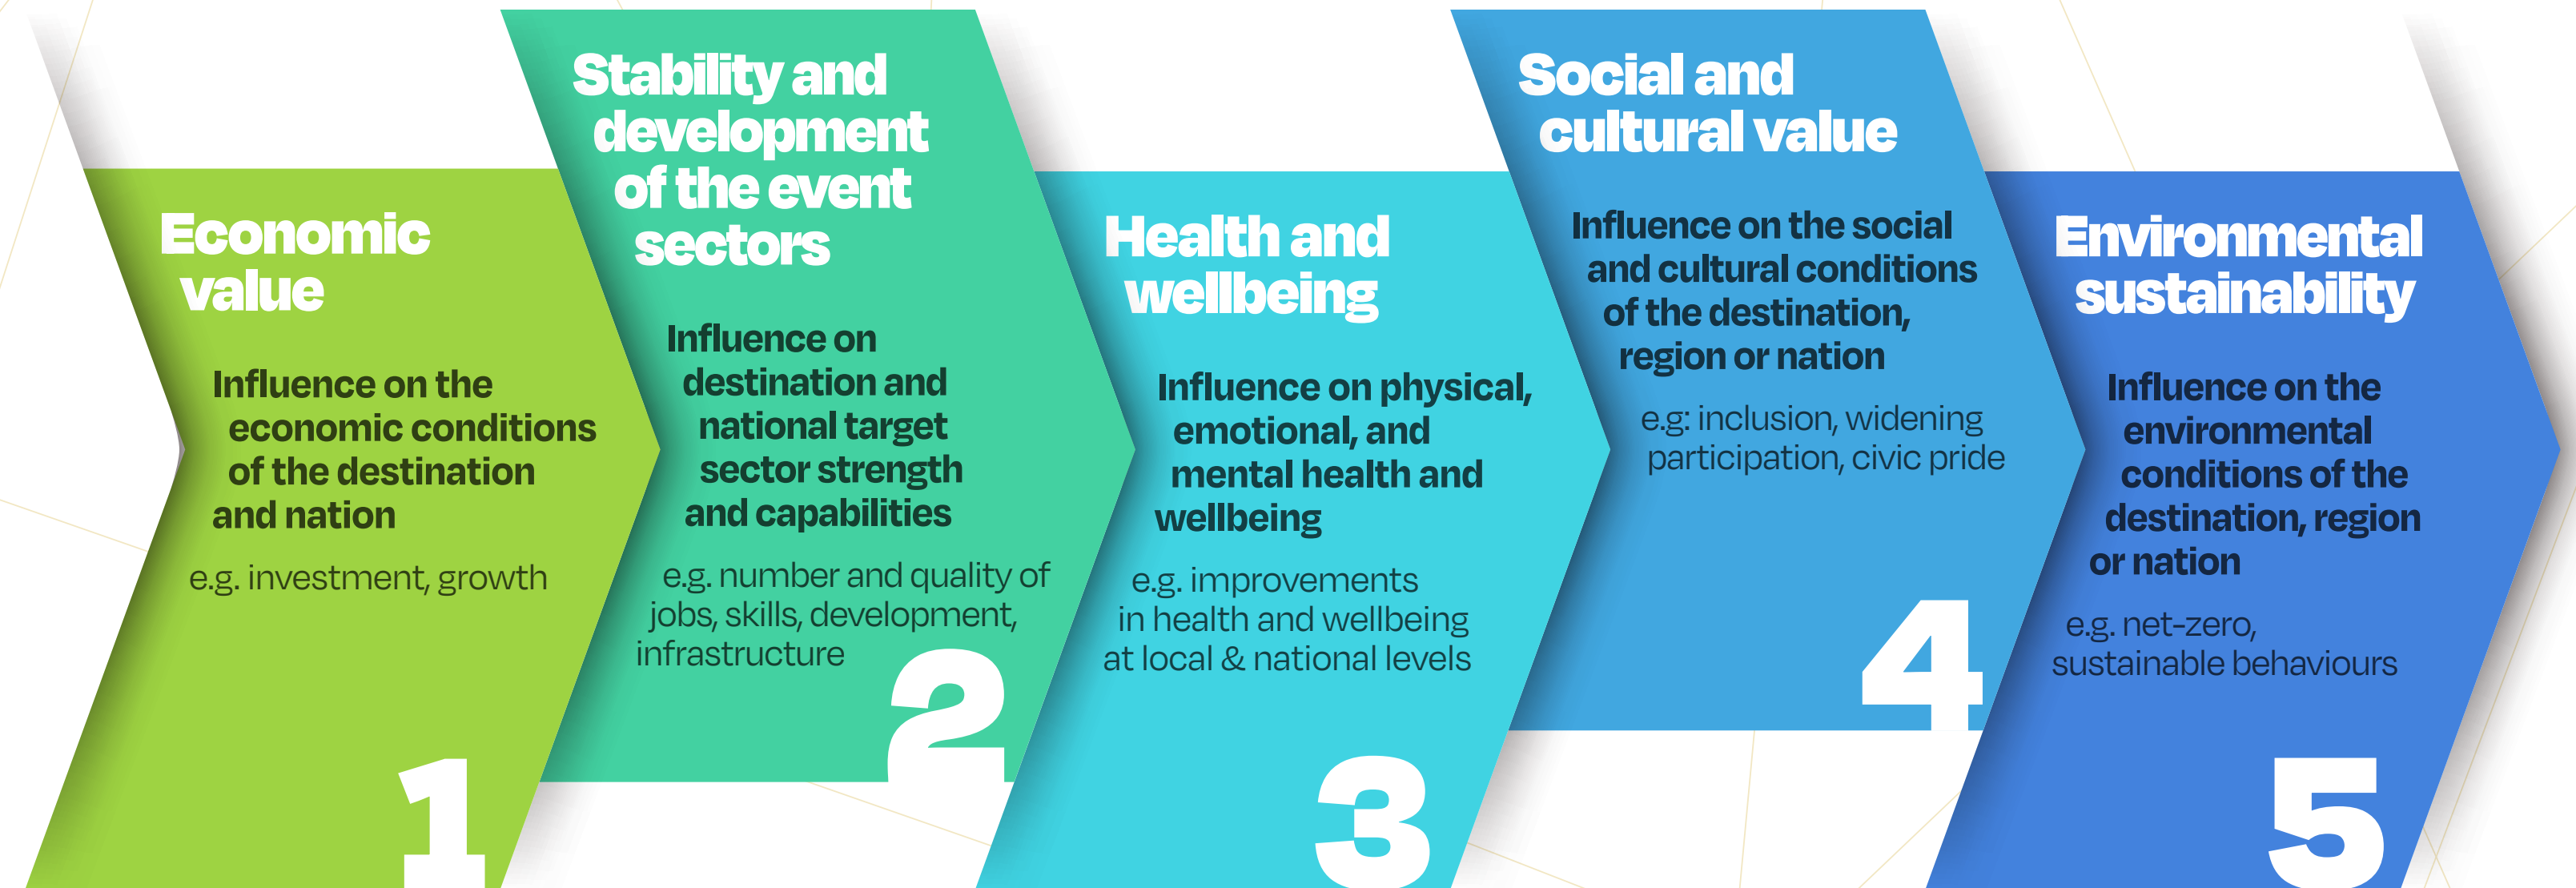 Economic
value
Influence on the
economic conditions
of the destination
and nation
e.g. investment, growth
1
Stability and
development
of the event
sectors
Influence on
destination and
national target
sector strength
and capabilities
e.g. number and quality of
jobs, skills, development,
infrastructure
2
Health and
wellbeing
Influence on physical,
emotional, and
mental health and
wellbeing
e.g. improvements
in health and wellbeing
at local & national levels
3
Social and
cultural value
Influence on the social
and cultural conditions
of the destination,
region or nation
e.g: inclusion, widening
participation, civic pride
4
Environmental
sustainability
Influence on the
environmental
conditions of the
destination, region
or nation
e.g. net-zero,
sustainable behaviours
5